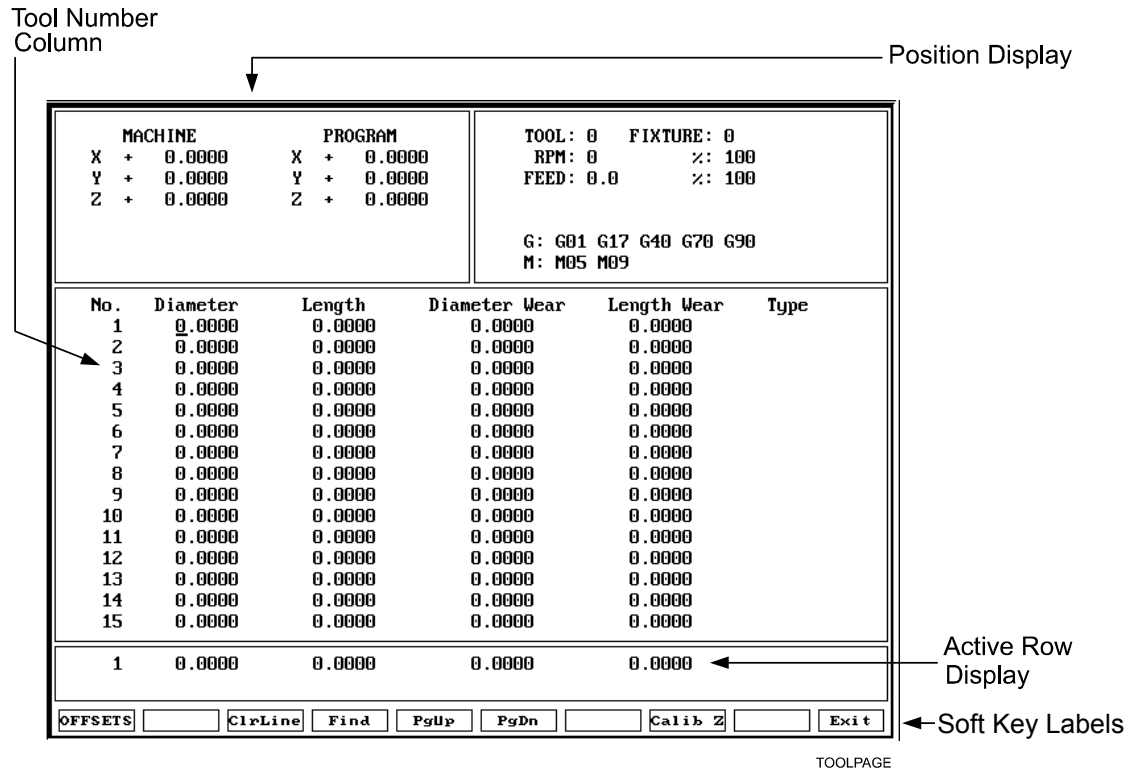 Tool Number
Column
Position Display
MACHINE PROGRAM TOOL: 0 FIXTURE: 0
X + 0.0000 X + 0.0000 RPM: 0 %: 100
Y + 0.0000 Y + 0.0000 FEED: 0.0 %: 100
Z + 0.0000 Z + 0.0000
G: G01 G17 G40 G70 G90
M: M05 M09
No. Diameter Length Diameter Wear Length Wear Type
1 0.0000 0.0000 0.0000 0.0000
2 0.0000 0.0000 0.0000 0.0000
3 0.0000 0.0000 0.0000 0.0000
4 0.0000 0.0000 0.0000 0.0000
5 0.0000 0.0000 0.0000 0.0000
6 0.0000 0.0000 0.0000 0.0000
7 0.0000 0.0000 0.0000 0.0000
8 0.0000 0.0000 0.0000 0.0000
9 0.0000 0.0000 0.0000 0.0000
10 0.0000 0.0000 0.0000 0.0000
11 0.0000 0.0000 0.0000 0.0000
12 0.0000 0.0000 0.0000 0.0000
13 0.0000 0.0000 0.0000 0.0000
14 0.0000 0.0000 0.0000 0.0000
15 0.0000 0.0000 0.0000 0.0000
1 0.0000 0.0000 0.0000 0.0000
Active Row
Display
OFFSETS ClrLine Find PgUp PgDn Calib Z Exit
Soft Key Labels
TOOLPAGE